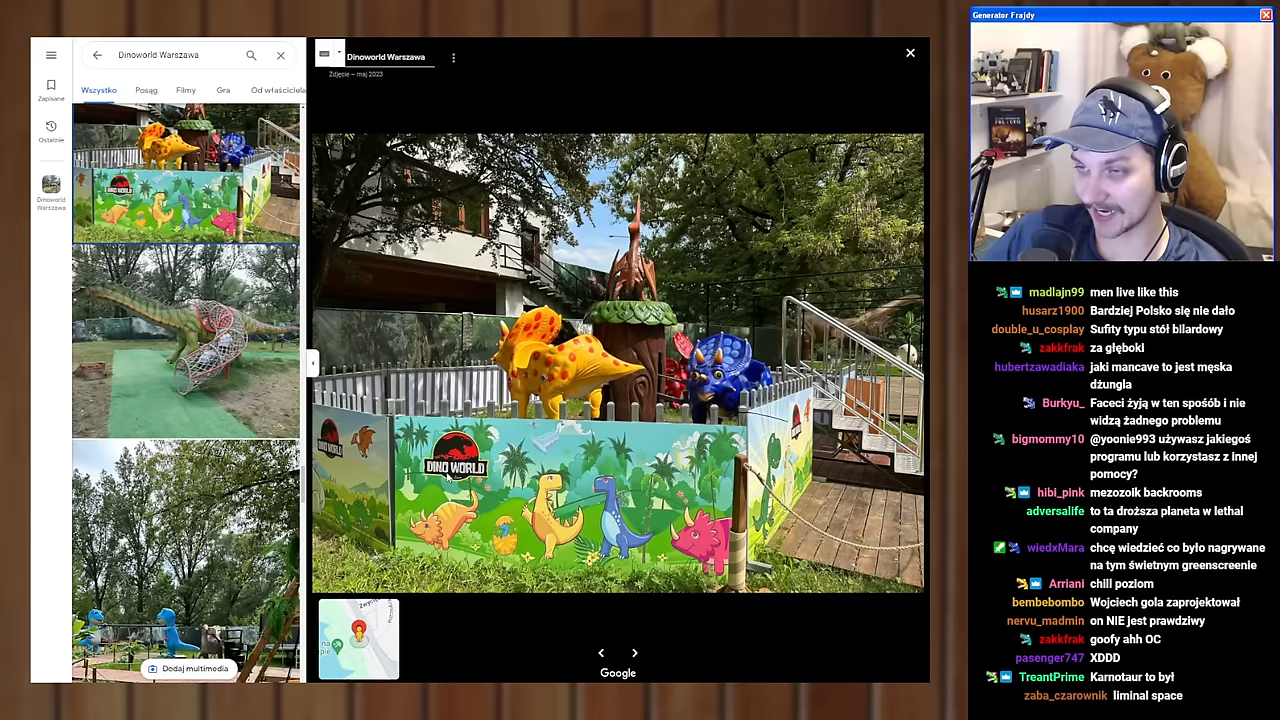 Generator Frajdy
Dinoworld Warszawa
Dinoworld Warszawa
Zdjęcie – maj 2023
Zapisane
Ostatnie
Dinoworld
Warszawa
Wszystko
Posąg
Filmy
Gra
Od właściciela
DINO WORLD
DINO WORLD
Dodaj multimedia
Google
madlajn99 men live like this
husarz1900 Bardziej Polsko się nie dało
double_u_cosplay Sufity typu stół bilardowy
zakkfrak za głęboki
hubertzawadiaka jaki mancave to jest męska
dżungla
Burkyu_ Faceci żyją w ten sposób i nie
widzą żadnego problemu
bigmommy10 @yoonie993 używasz jakiegoś
programu lub korzystasz z innej
pomocy?
hibi_pink mezozoik backrooms
adversalife to ta droższa planeta w lethal
company
wiedxMara chcę wiedzieć co było nagrywane
na tym świetnym greenscreenie
Arriani chill poziom
bembebombo Wojciech gola zaprojektował
nervu_madmin on NIE jest prawdziwy
zakkfrak goofy ahh OC
pasenger747 XDDD
TreantPrime Karnotaur to był
zaba_czarownik liminal space